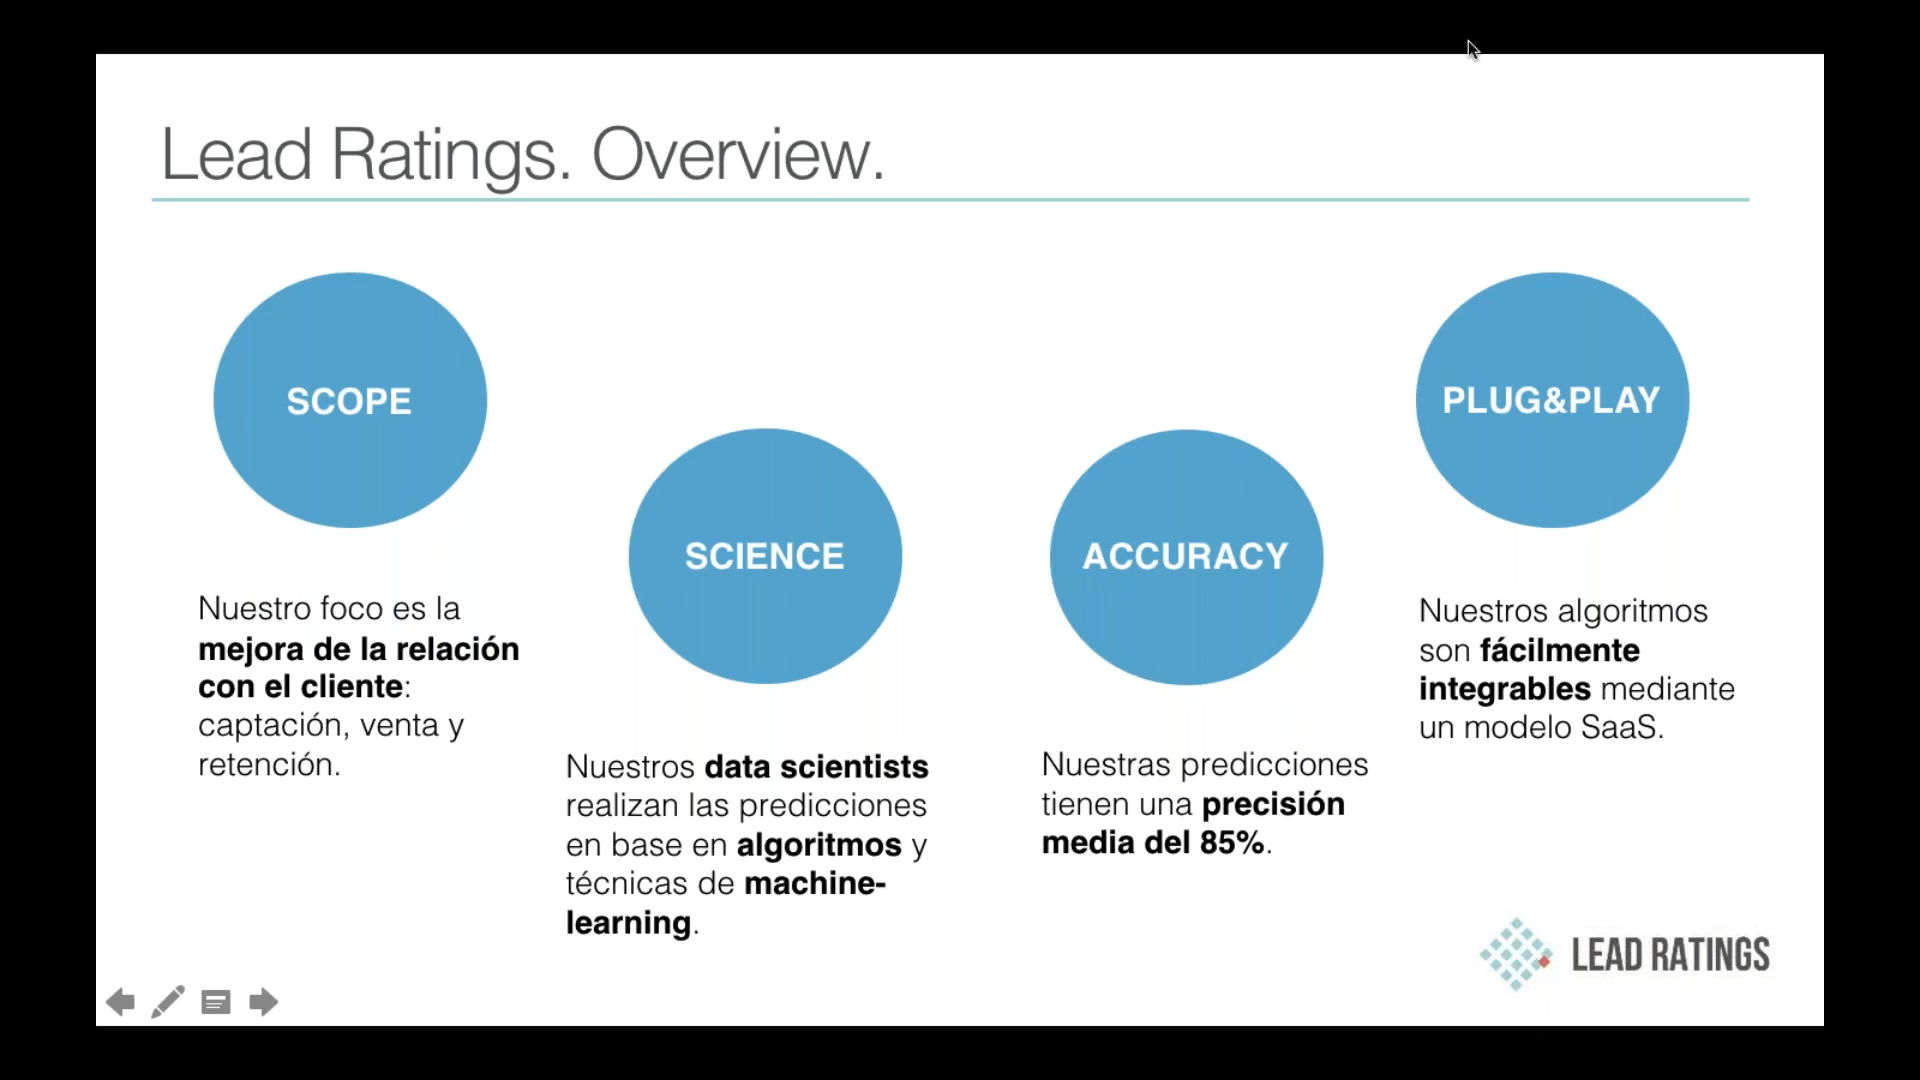 Lead Ratings. Overview.
SCOPE
Nuestro foco es la
mejora de la relación
con el cliente:
captación, venta y
retención.
SCIENCE
Nuestros data scientists
realizan las predicciones
en base en algoritmos y
técnicas de machine-
learning.
ACCURACY
Nuestras predicciones
tienen una precisión
media del 85%.
PLUG&PLAY
Nuestros algoritmos
son fácilmente
integrables mediante
un modelo SaaS.
LEAD RATINGS